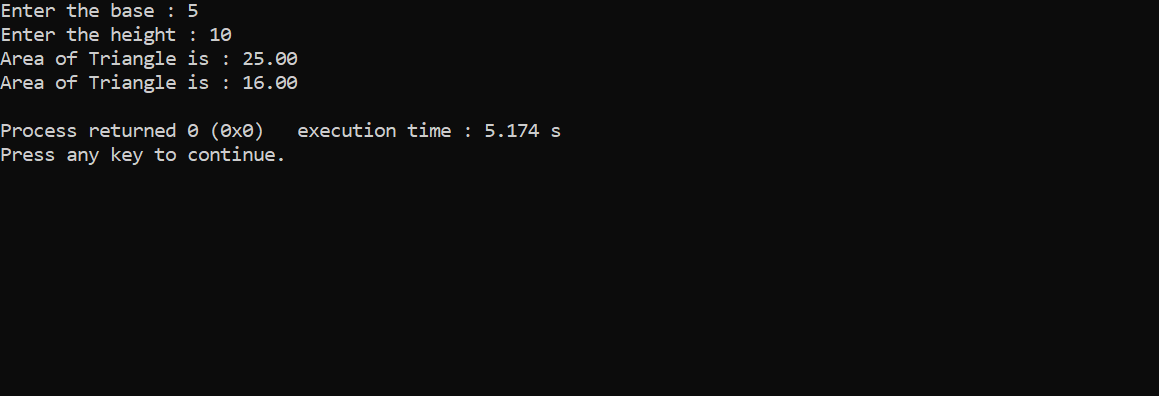 Enter the base : 5
Enter the height : 10
Area of Triangle is : 25.00
Area of Triangle is : 16.00
Process returned 0 (0x0)   execution time : 5.174 s
Press any key to continue.